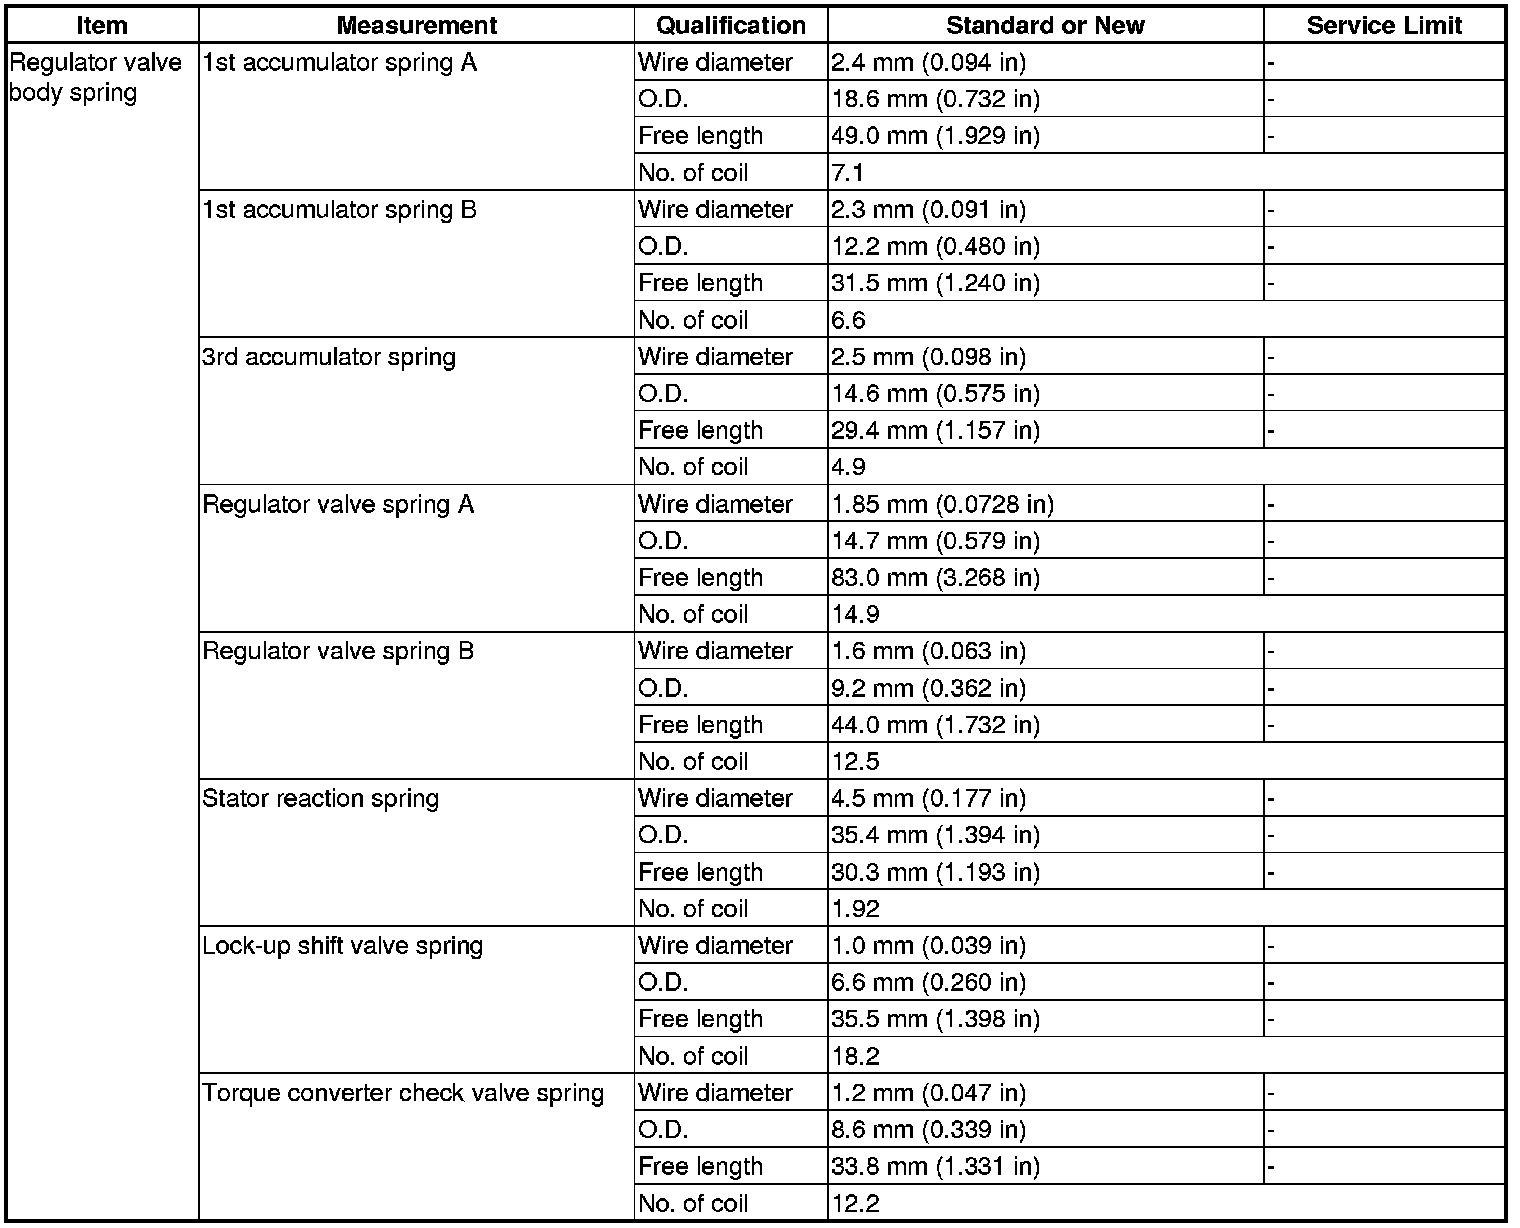 Item Measurement Qualification Standard or New Service Limit
Regulator valve 1st accumulator spring A Wire diameter 2.4 mm (0.094 in) -
body spring
O.D. 18.6 mm (0.732 in) -
Free length 49.0 mm (1.929 in) -
No. of coil 7.1
1st accumulator spring B Wire diameter 2.3 mm (0.091 in) -
O.D. 12.2 mm (0.480 in) -
Free length 31.5 mm (1.240 in) -
No. of coil 6.6
3rd accumulator spring Wire diameter 2.5 mm (0.098 in) -
O.D. 14.6 mm (0.575 in) -
Free length 29.4 mm (1.157 in) -
No. of coil 4.9
Regulator valve spring A Wire diameter 1.85 mm (0.0728 in) -
O.D. 14.7 mm (0.579 in) -
Free length 83.0 mm (3.268 in) -
No. of coil 14.9
Regulator valve spring B Wire diameter 1.6 mm (0.063 in) -
O.D. 9.2 mm (0.362 in) -
Free length 44.0 mm (1.732 in) -
No. of coil 12.5
Stator reaction spring Wire diameter 4.5 mm (0.177 in) -
O.D. 35.4 mm (1.394 in) -
Free length 30.3 mm (1.193 in) -
No. of coil 1.92
Lock-up shift valve spring Wire diameter 1.0 mm (0.039 in) -
O.D. 6.6 mm (0.260 in) -
Free length 35.5 mm (1.398 in) -
No. of coil 18.2
Torque converter check valve spring Wire diameter 1.2 mm (0.047 in) -
O.D. 8.6 mm (0.339 in) -
Free length 33.8 mm (1.331 in) -
No. of coil 12.2